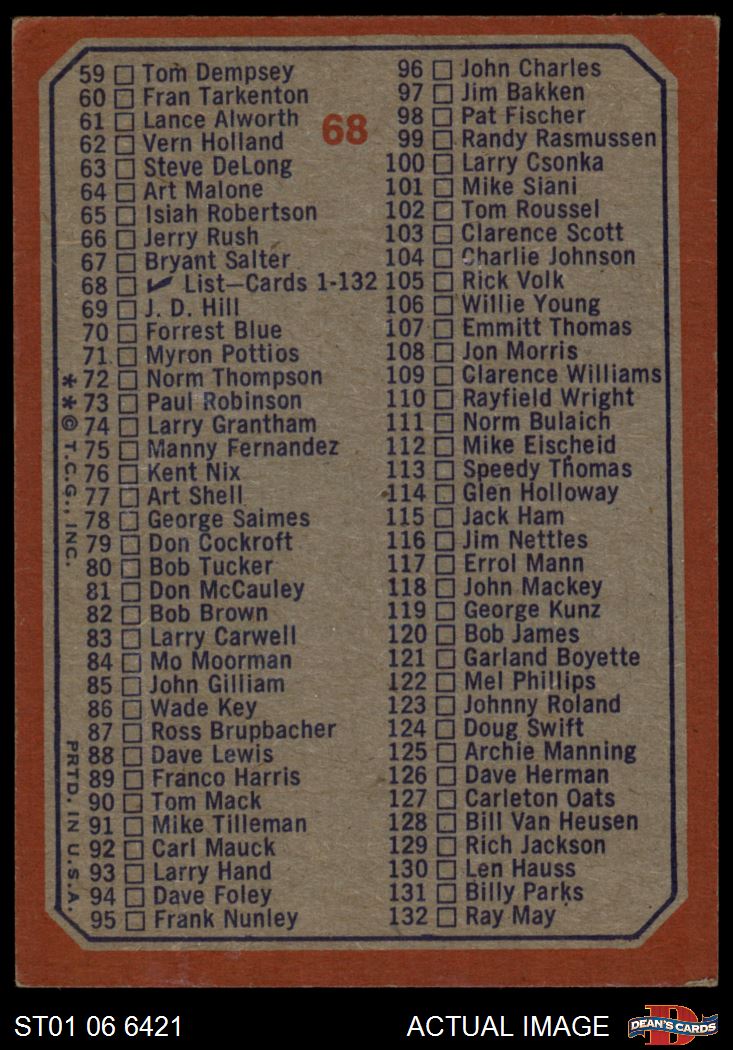 59 Tom Dempsey
60 Fran Tarkenton
61 Lance Alworth
62 Vern Holland
63 Steve DeLong
64 Art Malone
65 Isiah Robertson
66 Jerry Rush
67 Bryant Salter
68 List—Cards 1-132
69 J. D. Hill
70 Forrest Blue
71 Myron Pottios
72 Norm Thompson
73 Paul Robinson
74 Larry Grantham
75 Manny Fernandez
76 Kent Nix
77 Art Shell
78 George Saimes
79 Don Cockroft
80 Bob Tucker
81 Don McCauley
82 Bob Brown
83 Larry Carwell
84 Mo Moorman
85 John Gilliam
86 Wade Key
87 Ross Brupbacher
88 Dave Lewis
89 Franco Harris
90 Tom Mack
91 Mike Tilleman
92 Carl Mauck
93 Larry Hand
94 Dave Foley
95 Frank Nunley
68
96 John Charles
97 Jim Bakken
98 Pat Fischer
99 Randy Rasmussen
100 Larry Csonka
101 Mike Siani
102 Tom Roussel
103 Clarence Scott
104 Charlie Johnson
105 Rick Volk
106 Willie Young
107 Emmitt Thomas
108 Jon Morris
109 Clarence Williams
110 Rayfield Wright
111 Norm Bulaich
112 Mike Eischeid
113 Speedy Thomas
114 Glen Holloway
115 Jack Ham
116 Jim Nettles
117 Errol Mann
118 John Mackey
119 George Kunz
120 Bob James
121 Garland Boyette
122 Mel Phillips
123 Johnny Roland
124 Doug Swift
125 Archie Manning
126 Dave Herman
127 Carleton Oats
128 Bill Van Heusen
129 Rich Jackson
130 Len Hauss
131 Billy Parks
132 Ray May
** © T.C.G., INC. PRTD. IN U.S.A.
ST01 06 6421
ACTUAL IMAGE
D
DEAN'S CARDS